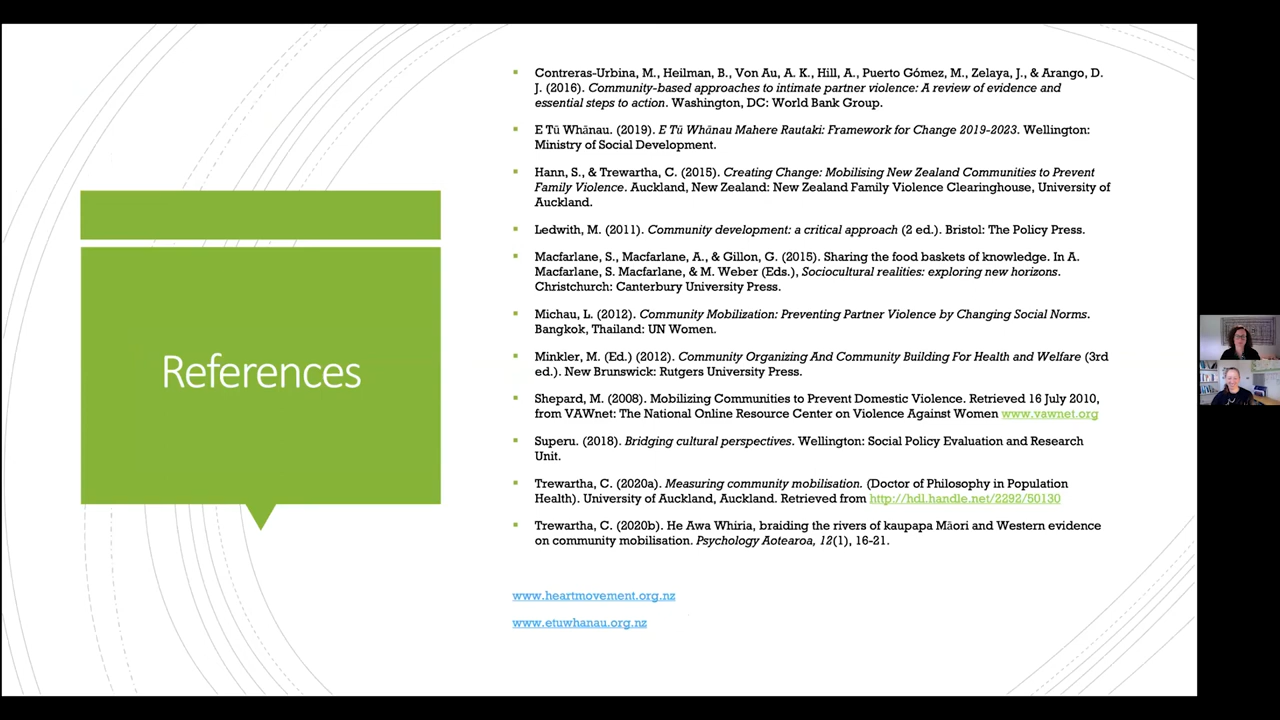 References
Contreras-Urbina, M., Heilman, B., Von Au, A. K., Hill, A., Puerto Gómez, M., Zelaya, J., & Arango, D.
J. (2016). Community-based approaches to intimate partner violence: A review of evidence and
essential steps to action. Washington, DC: World Bank Group.
E Tū Whānau. (2019). E Tū Whānau Mahere Rautaki: Framework for Change 2019-2023. Wellington:
Ministry of Social Development.
Hann, S., & Trewartha, C. (2015). Creating Change: Mobilising New Zealand Communities to Prevent
Family Violence. Auckland, New Zealand: New Zealand Family Violence Clearinghouse, University of
Auckland.
Ledwith, M. (2011). Community development: a critical approach (2 ed.). Bristol: The Policy Press.
Macfarlane, S., Macfarlane, A., & Gillon, G. (2015). Sharing the food baskets of knowledge. In A.
Macfarlane, S. Macfarlane, & M. Weber (Eds.), Sociocultural realities: exploring new horizons.
Christchurch: Canterbury University Press.
Michau, L. (2012). Community Mobilization: Preventing Partner Violence by Changing Social Norms.
Bangkok, Thailand: UN Women.
Minkler, M. (Ed.) (2012). Community Organizing And Community Building For Health and Welfare (3rd
ed.). New Brunswick: Rutgers University Press.
Shepard, M. (2008). Mobilizing Communities to Prevent Domestic Violence. Retrieved 16 July 2010,
from VAWnet: The National Online Resource Center on Violence Against Women www.vawnet.org
Superu. (2018). Bridging cultural perspectives. Wellington: Social Policy Evaluation and Research
Unit.
Trewartha, C. (2020a). Measuring community mobilisation. (Doctor of Philosophy in Population
Health). University of Auckland, Auckland. Retrieved from http://hdl.handle.net/2292/50130
Trewartha, C. (2020b). He Awa Whiria, braiding the rivers of kaupapa Māori and Western evidence
on community mobilisation. Psychology Aotearoa, 12(1), 16-21.
www.heartmovement.org.nz
www.etuwhanau.org.nz